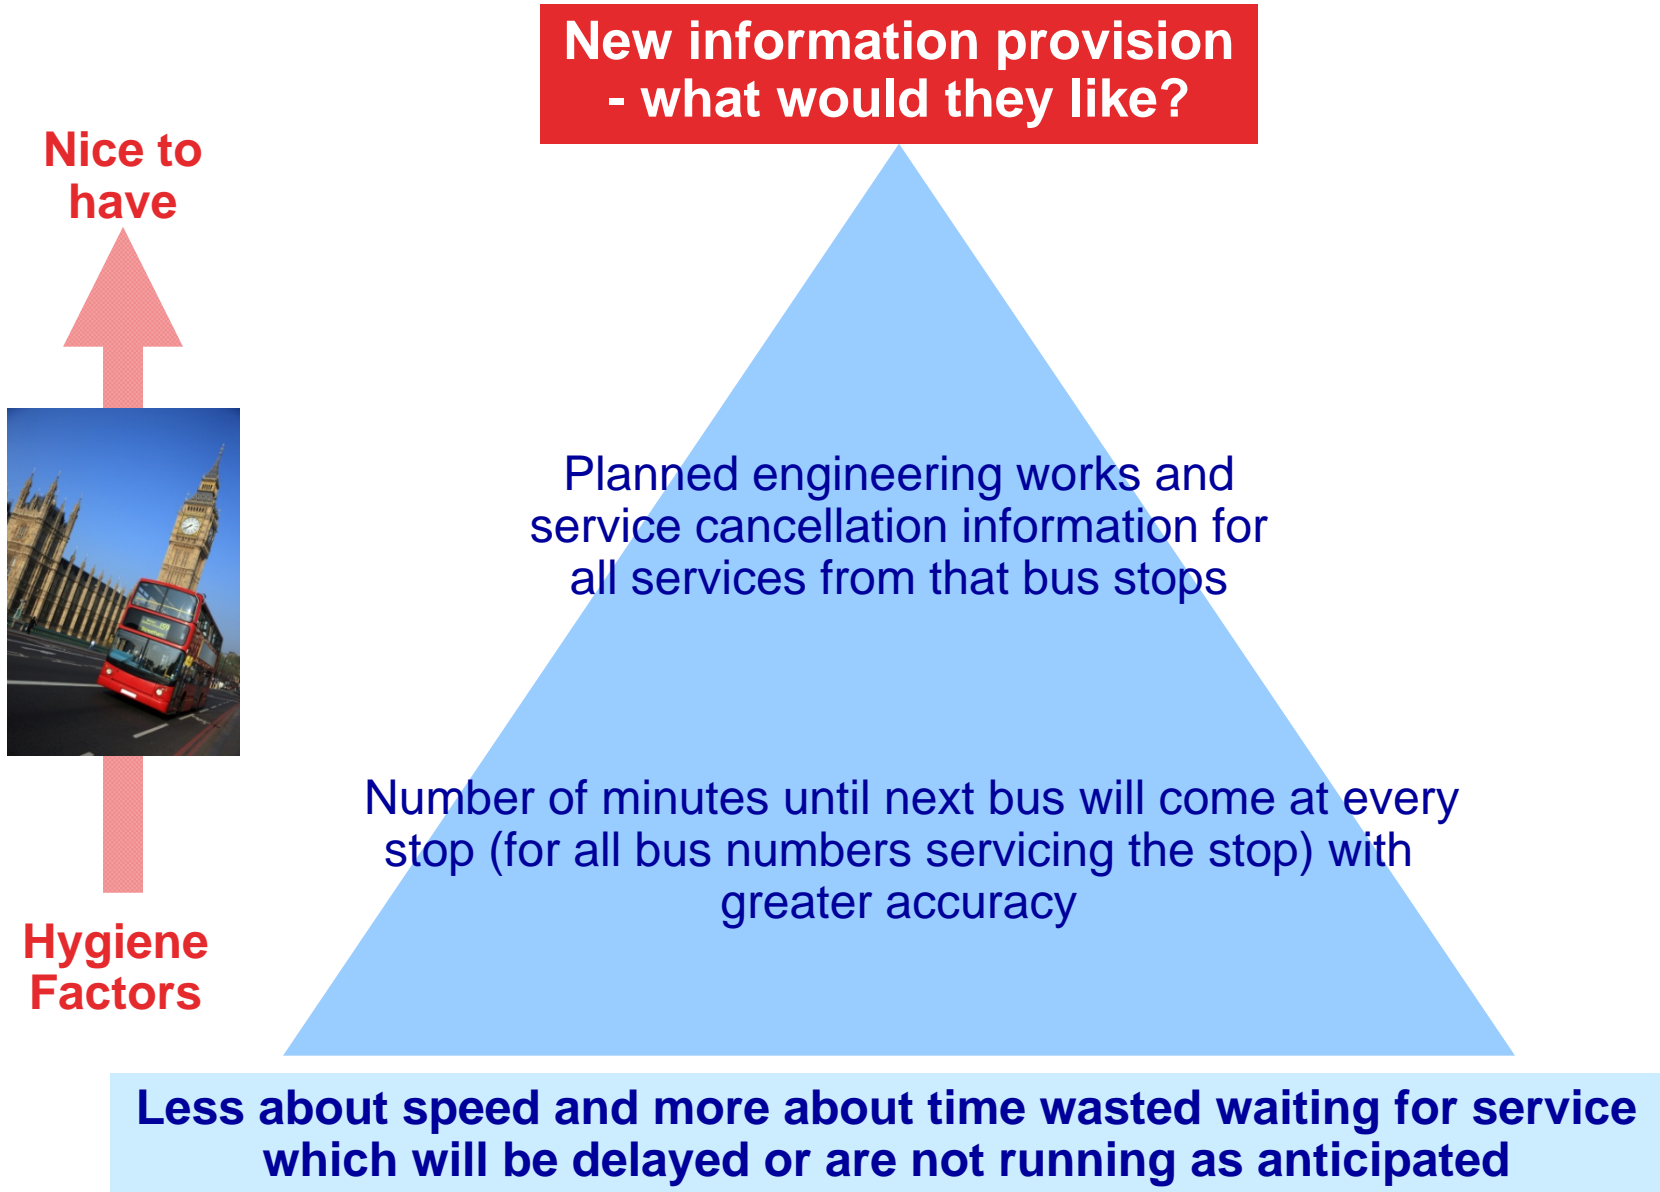 New information provision
- what would they like?
Nice to
have
Planned engineering works and
service cancellation information for
all services from that bus stops
Number of minutes until next bus will come at every
stop (for all bus numbers servicing the stop) with
greater accuracy
Hygiene
Factors
Less about speed and more about time wasted waiting for service
which will be delayed or are not running as anticipated